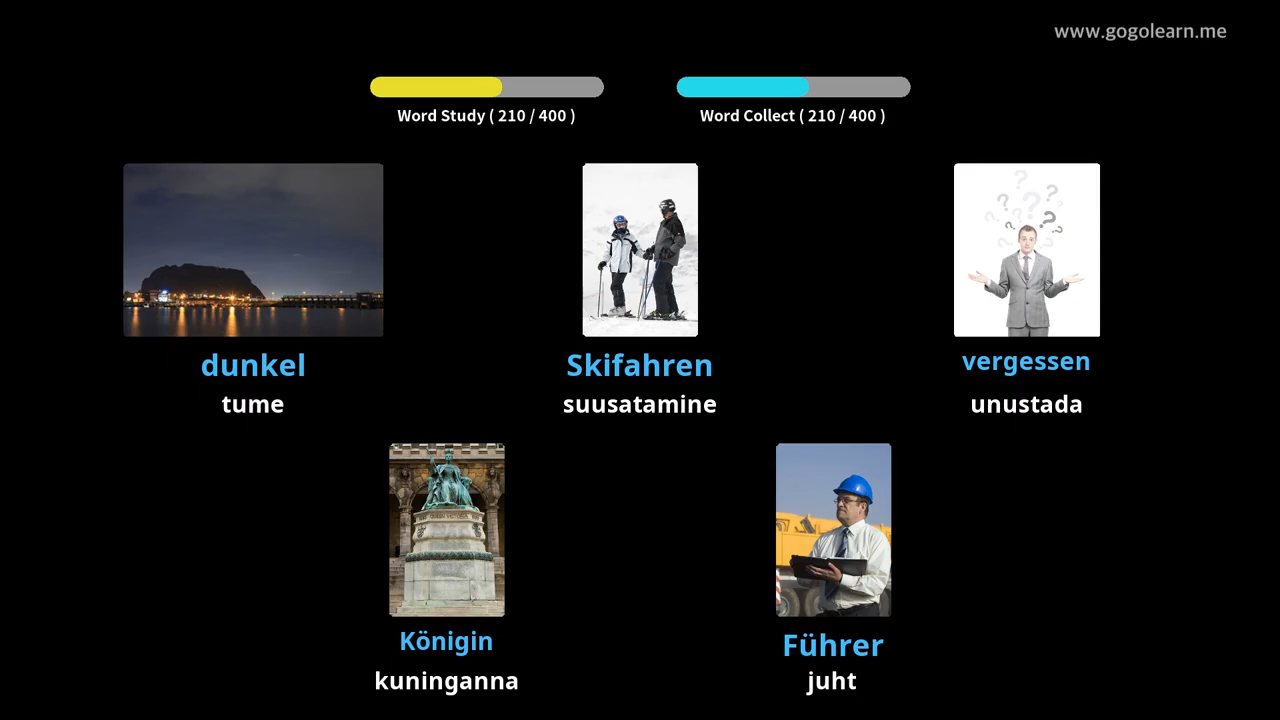 www.gogolearn.me
Word Study ( 210 / 400 )
Word Collect ( 210 / 400 )
dunkel
tume
Skifahren
suusatamine
vergessen
unustada
Königin
kuninganna
Führer
juht